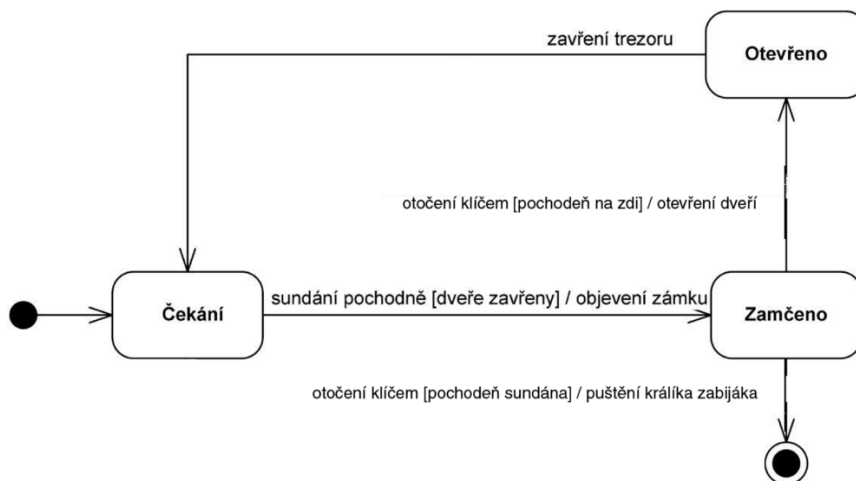 zavření trezoru
Otevřeno
otočení klíčem [pochodeň na zdi] / otevření dveří
Čekání
sundání pochodně [dveře zavřeny] / objevení zámku
Zamčeno
otočení klíčem [pochodeň sundána] / puštění králíka zabijáka